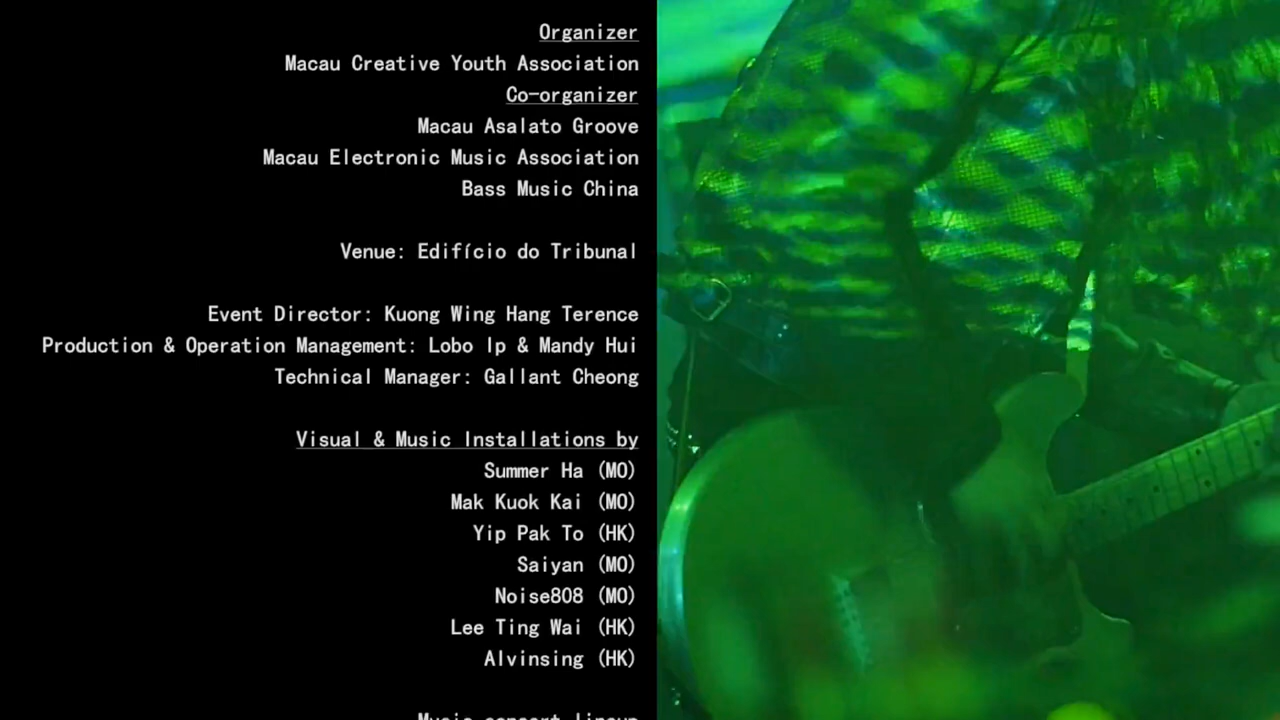 Organizer
Macau Creative Youth Association
Co-organizer
Macau Asalato Groove
Macau Electronic Music Association
Bass Music China
Venue: Edifício do Tribunal
Event Director: Kuong Wing Hang Terence
Production & Operation Management: Lobo Ip & Mandy Hui
Technical Manager: Gallant Cheong
Visual & Music Installations by
Summer Ha (MO)
Mak Kuok Kai (MO)
Yip Pak To (HK)
Saiyan (MO)
Noise808 (MO)
Lee Ting Wai (HK)
Alvinsing (HK)
Music concert lineup